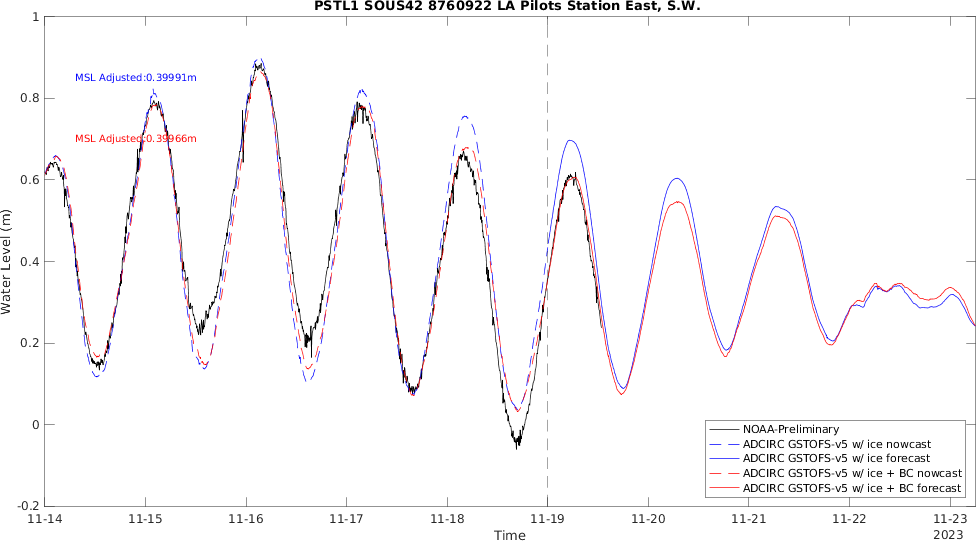 PSTL1 SOUS42 8760922 LA Pilots Station East, S.W.
1
MSL Adjusted:0.39991m
0.8
MSL Adjusted:0.39966m
0.6
0.4
0.2
0
-0.2
Water Level (m)
NOAA-Preliminary
ADCIRC GSTOFS-v5 w/ ice nowcast
ADCIRC GSTOFS-v5 w/ ice forecast
ADCIRC GSTOFS-v5 w/ ice + BC nowcast
ADCIRC GSTOFS-v5 w/ ice + BC forecast
11-14 11-15 11-16 11-17 11-18 11-19 11-20 11-21 11-22 11-23
Time
2023